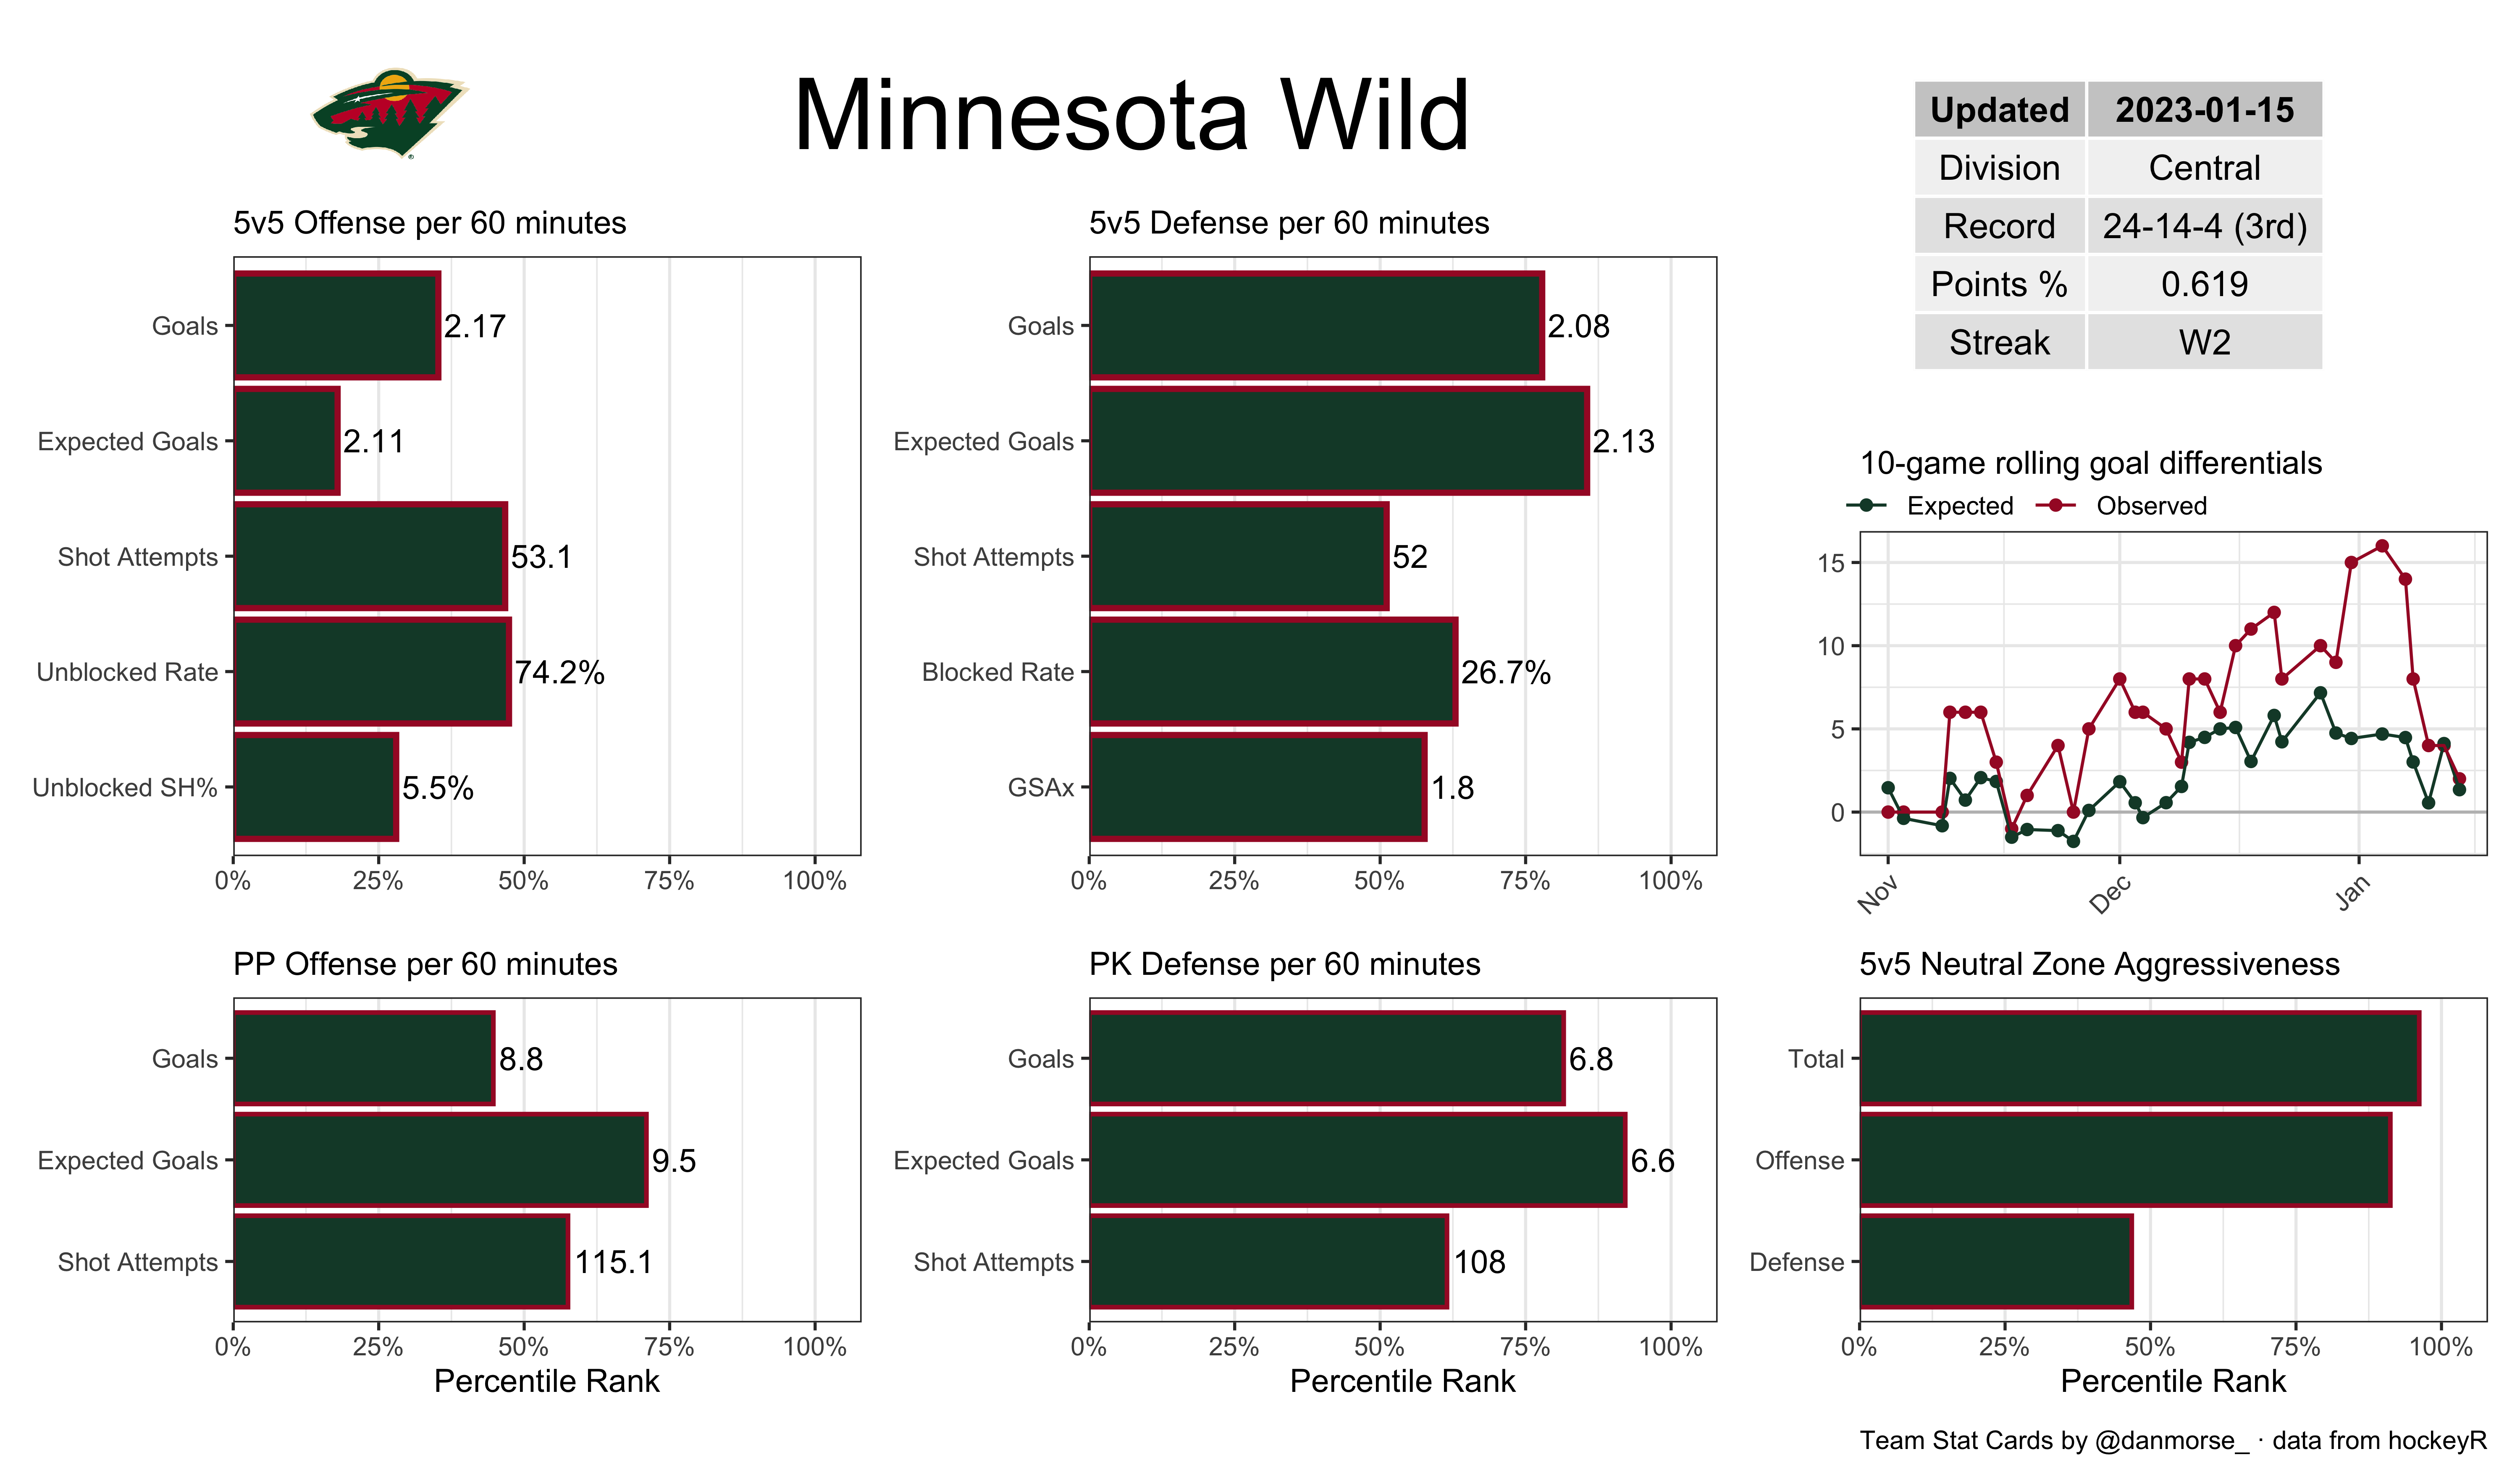 Minnesota Wild
Updated 2023-01-15
Division Central
Record 24-14-4 (3rd)
Points % 0.619
Streak W2
5v5 Offense per 60 minutes
Goals 2.17
Expected Goals 2.11
Shot Attempts 53.1
Unblocked Rate 74.2%
Unblocked SH% 5.5%
0% 25% 50% 75% 100%
5v5 Defense per 60 minutes
Goals 2.08
Expected Goals 2.13
Shot Attempts 52
Blocked Rate 26.7%
GSAx 1.8
0% 25% 50% 75% 100%
10-game rolling goal differentials
Expected Observed
15
10
5
0
Nov Dec Jan
PP Offense per 60 minutes
Goals 8.8
Expected Goals 9.5
Shot Attempts 115.1
0% 25% 50% 75% 100%
Percentile Rank
PK Defense per 60 minutes
Goals 6.8
Expected Goals 6.6
Shot Attempts 108
0% 25% 50% 75% 100%
Percentile Rank
5v5 Neutral Zone Aggressiveness
Total
Offense
Defense
0% 25% 50% 75% 100%
Percentile Rank
Team Stat Cards by @danmorse_ · data from hockeyR